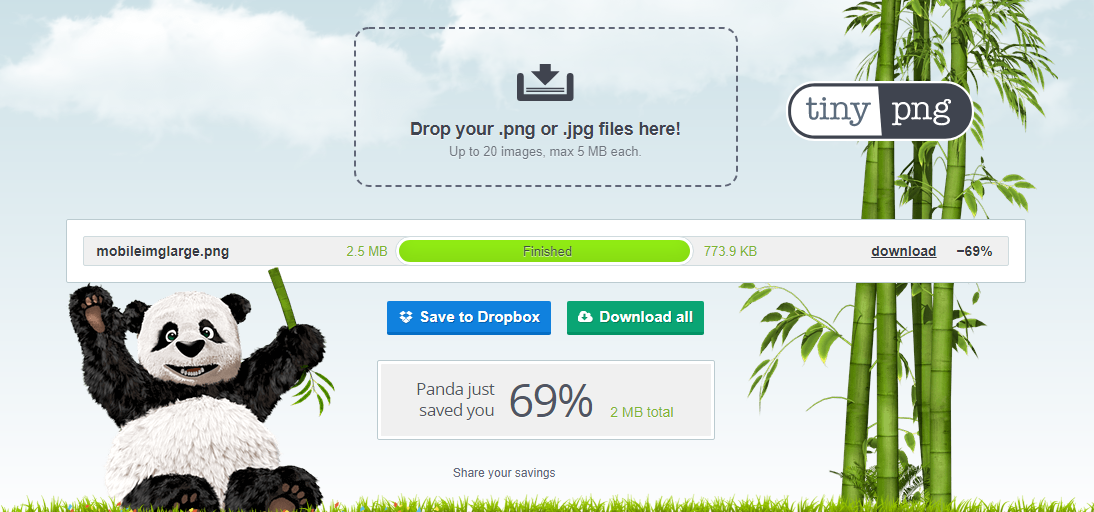 Drop your .png or .jpg files here!
Up to 20 images, max 5 MB each.
tiny png
mobileimglarge.png 2.5 MB Finished 773.9 KB download −69%
Save to Dropbox Download all
Panda just
saved you 69% 2 MB total
Share your savings